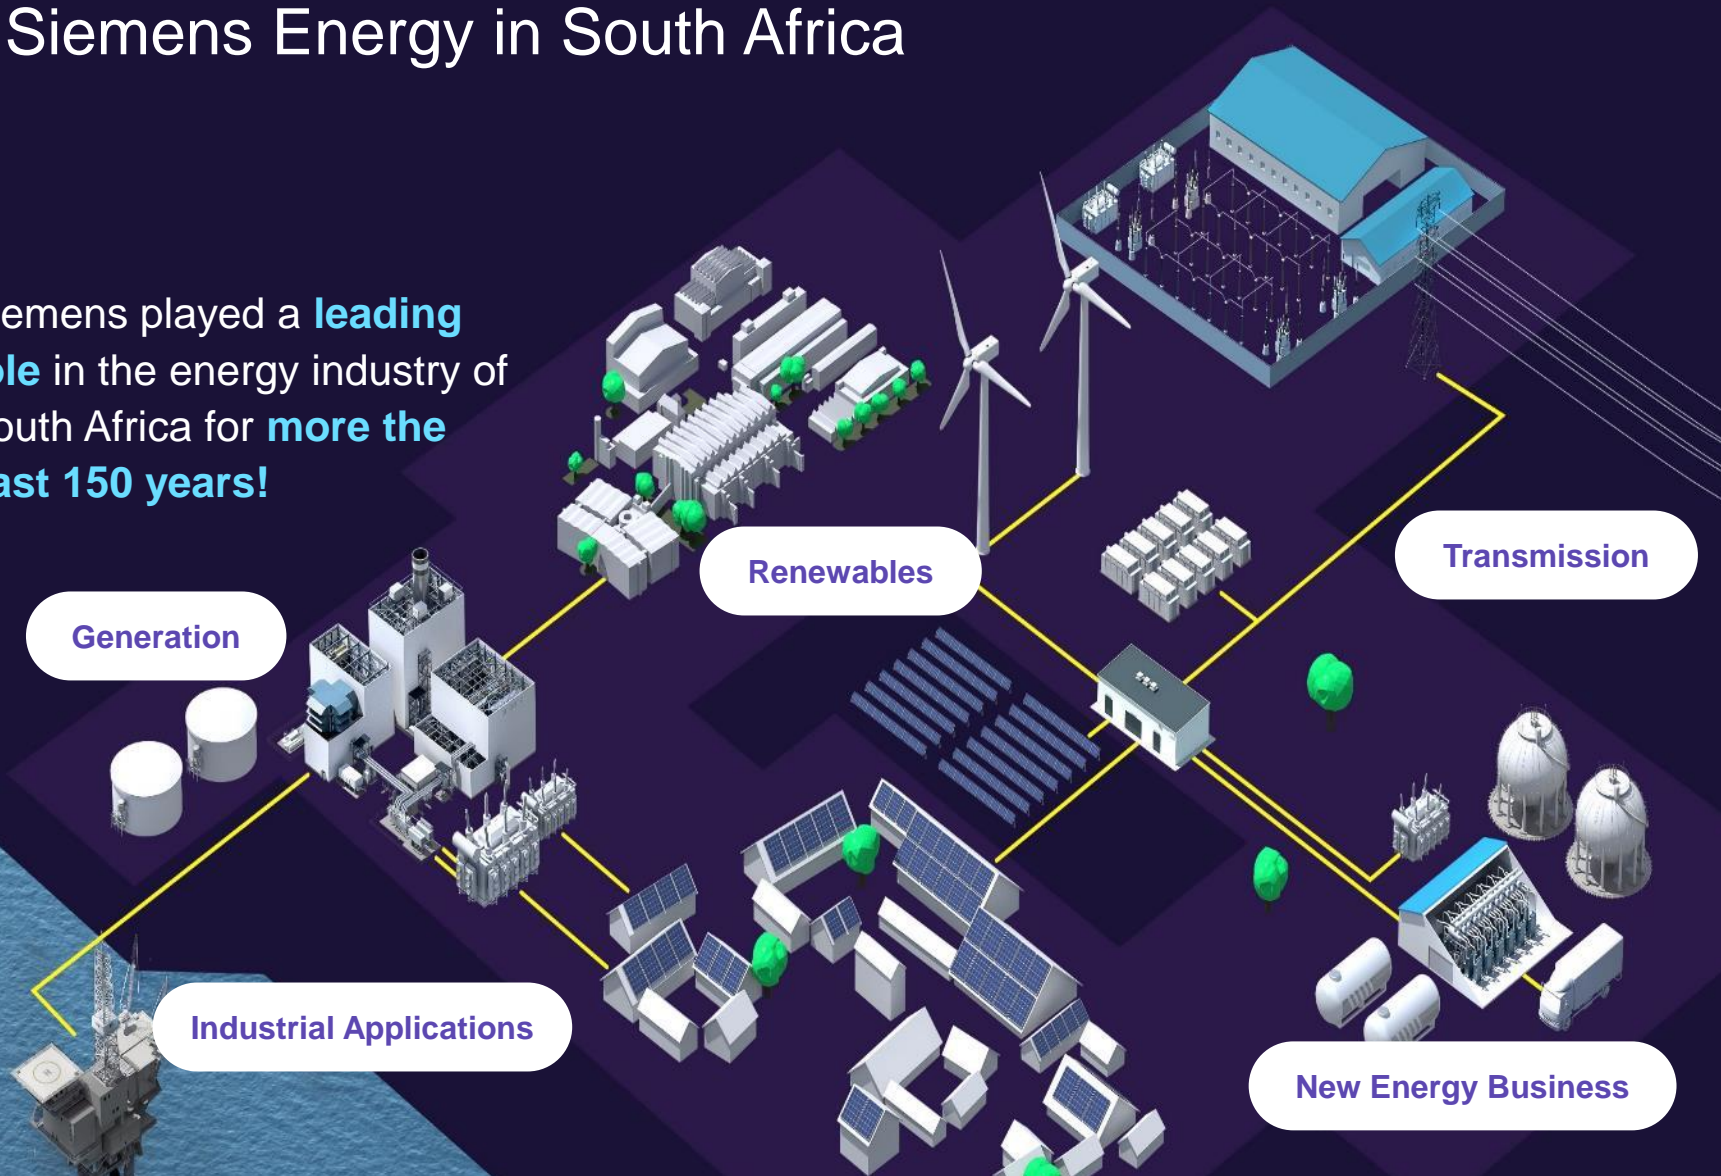 Siemens Energy in South Africa
emens played a leading
ole in the energy industry of
outh Africa for more the
ast 150 years!
Renewables
Transmission
Generation
Industrial Applications
New Energy Business